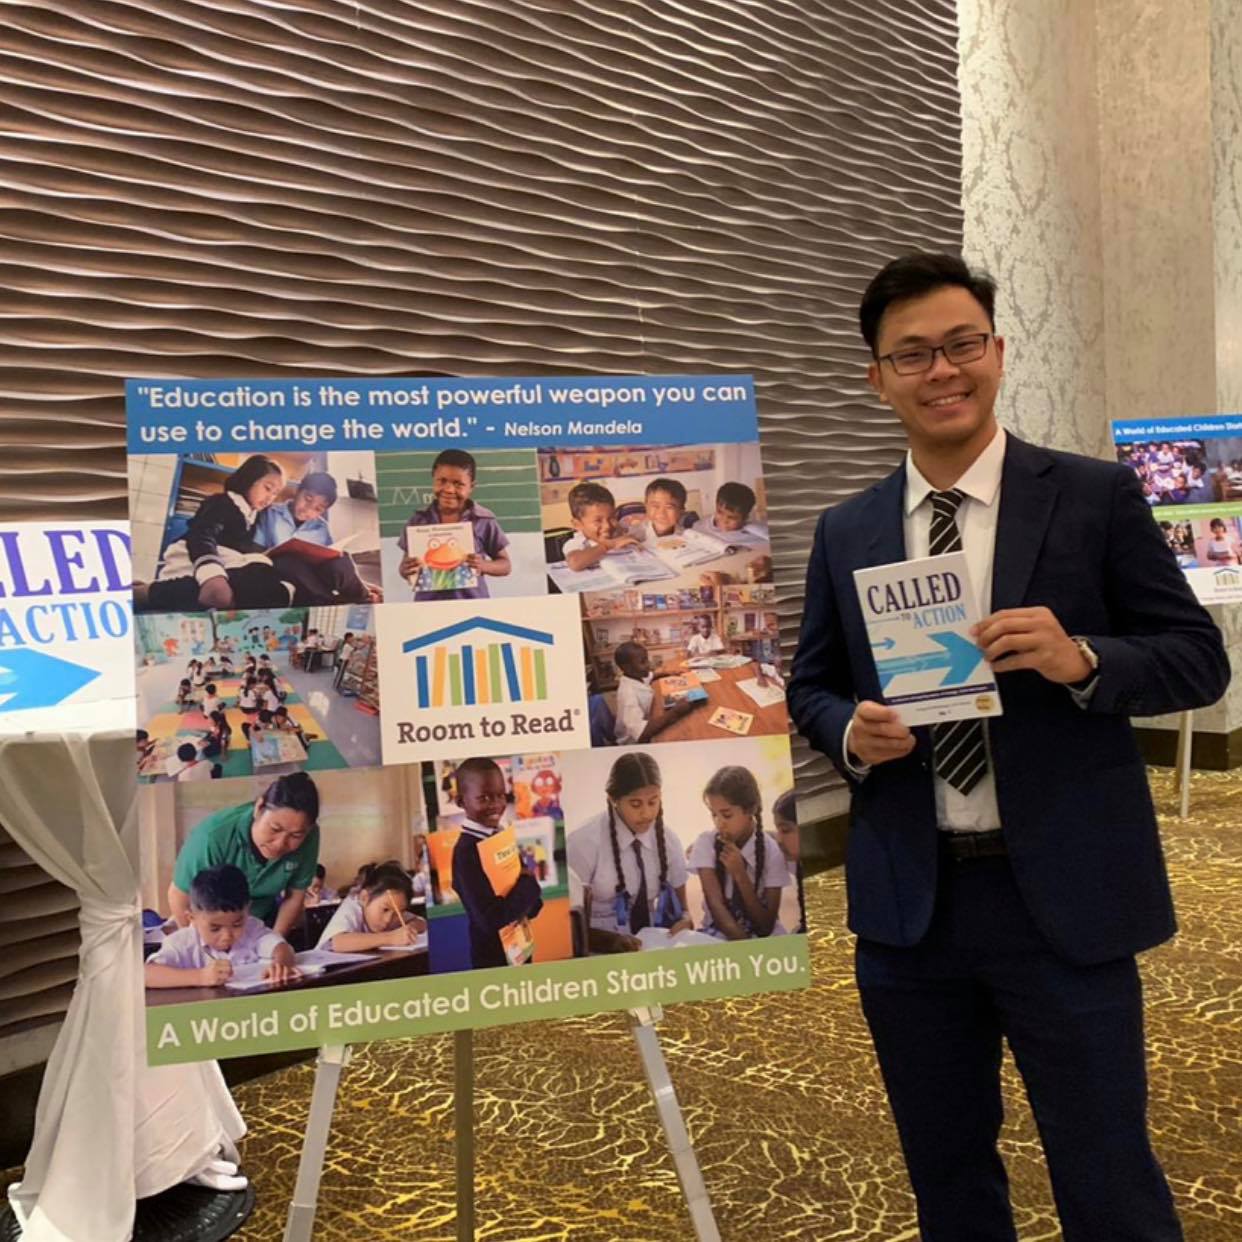 "Education is the most powerful weapon you can
use to change the world." - Nelson Mandela
Room to Read®
A World of Educated Children Starts With You.
LLED
ACTIO
CALLED
TO ACTION
A World of Educated Children Start